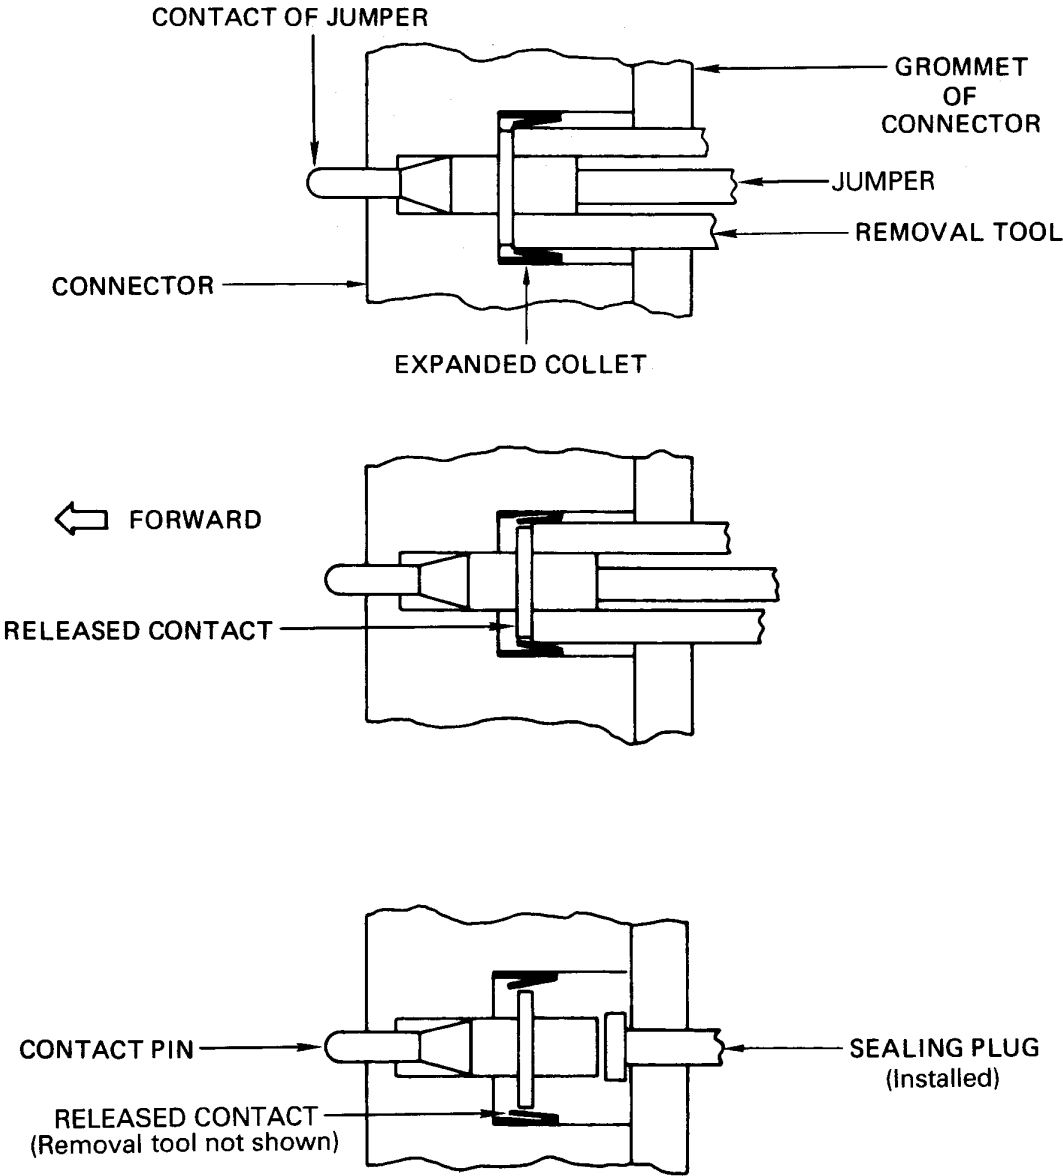 CONTACT OF JUMPER
GROMMET
OF
CONNECTOR
JUMPER
REMOVAL TOOL
CONNECTOR
EXPANDED COLLET
FORWARD
RELEASED CONTACT
CONTACT PIN
SEALING PLUG
(Installed)
RELEASED CONTACT
(Removal tool not shown)